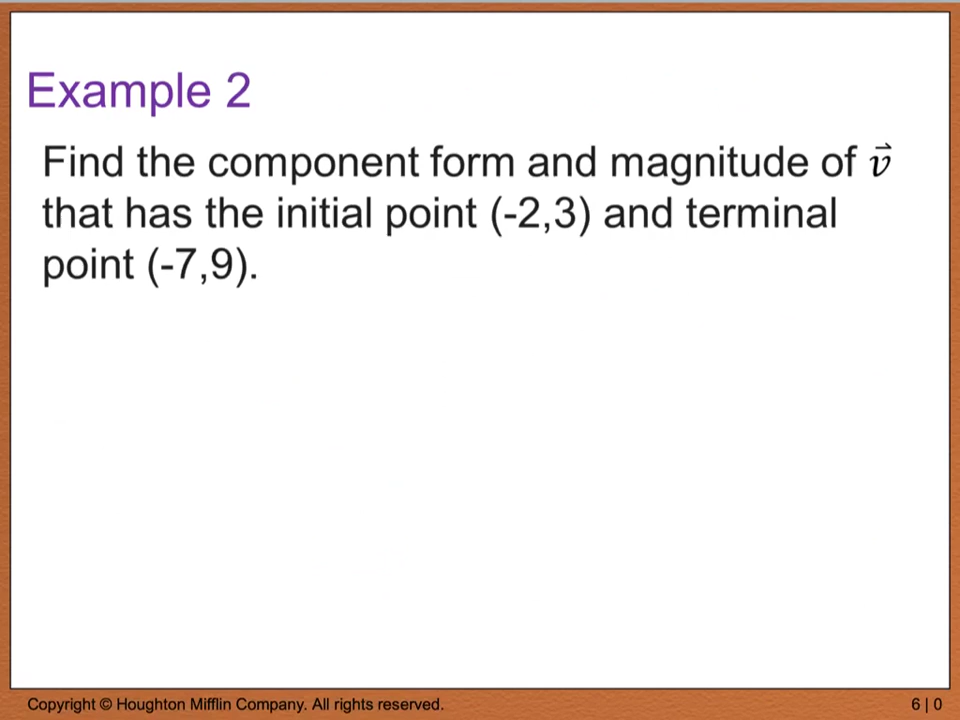 Example 2
Find the component form and magnitude of v⃗
that has the initial point (-2,3) and terminal
point (-7,9).
Copyright © Houghton Mifflin Company. All rights reserved.
6 | 0